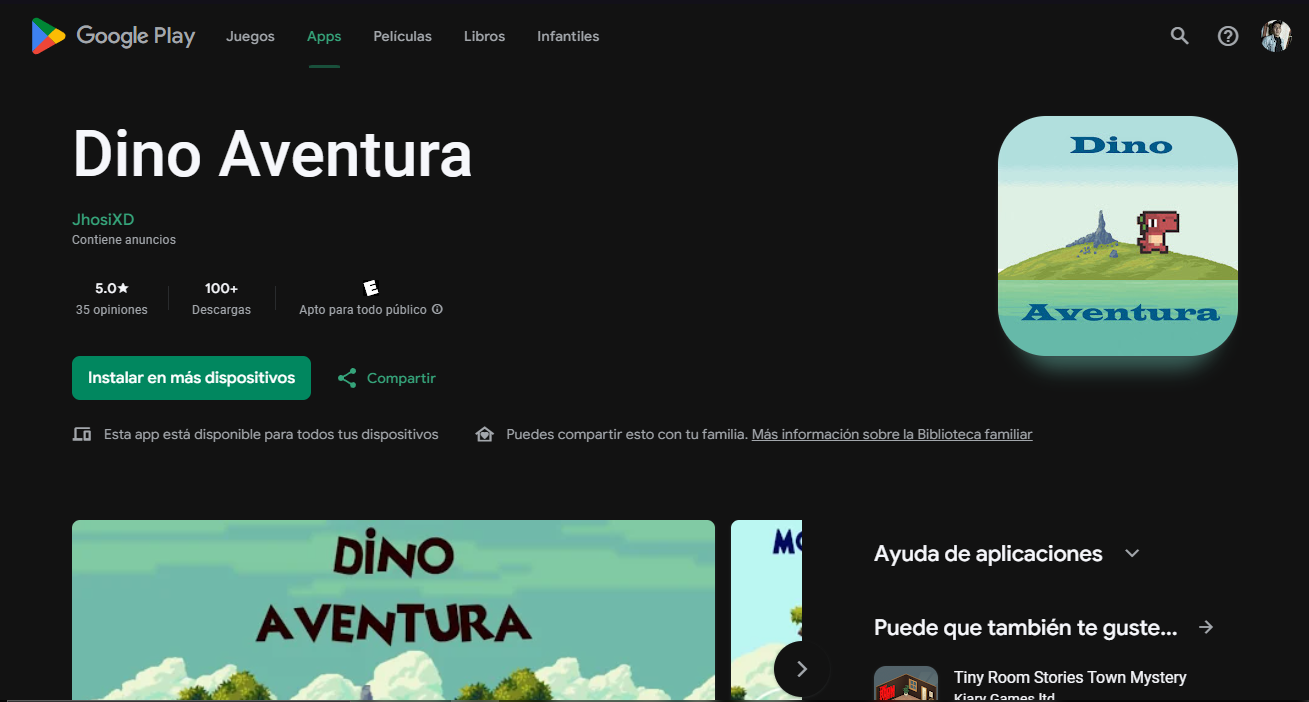 Google Play
Juegos
Apps
Películas
Libros
Infantiles
Dino Aventura
JhosiXD
Contiene anuncios
5.0★
35 opiniones
100+
Descargas
E
Apto para todo público
Instalar en más dispositivos
Compartir
Esta app está disponible para todos tus dispositivos
Puedes compartir esto con tu familia. Más información sobre la Biblioteca familiar
Dino
Aventura
DINO
AVENTURA
Ayuda de aplicaciones
Puede que también te guste...
Tiny Room Stories Town Mystery
Kiary Games ltd